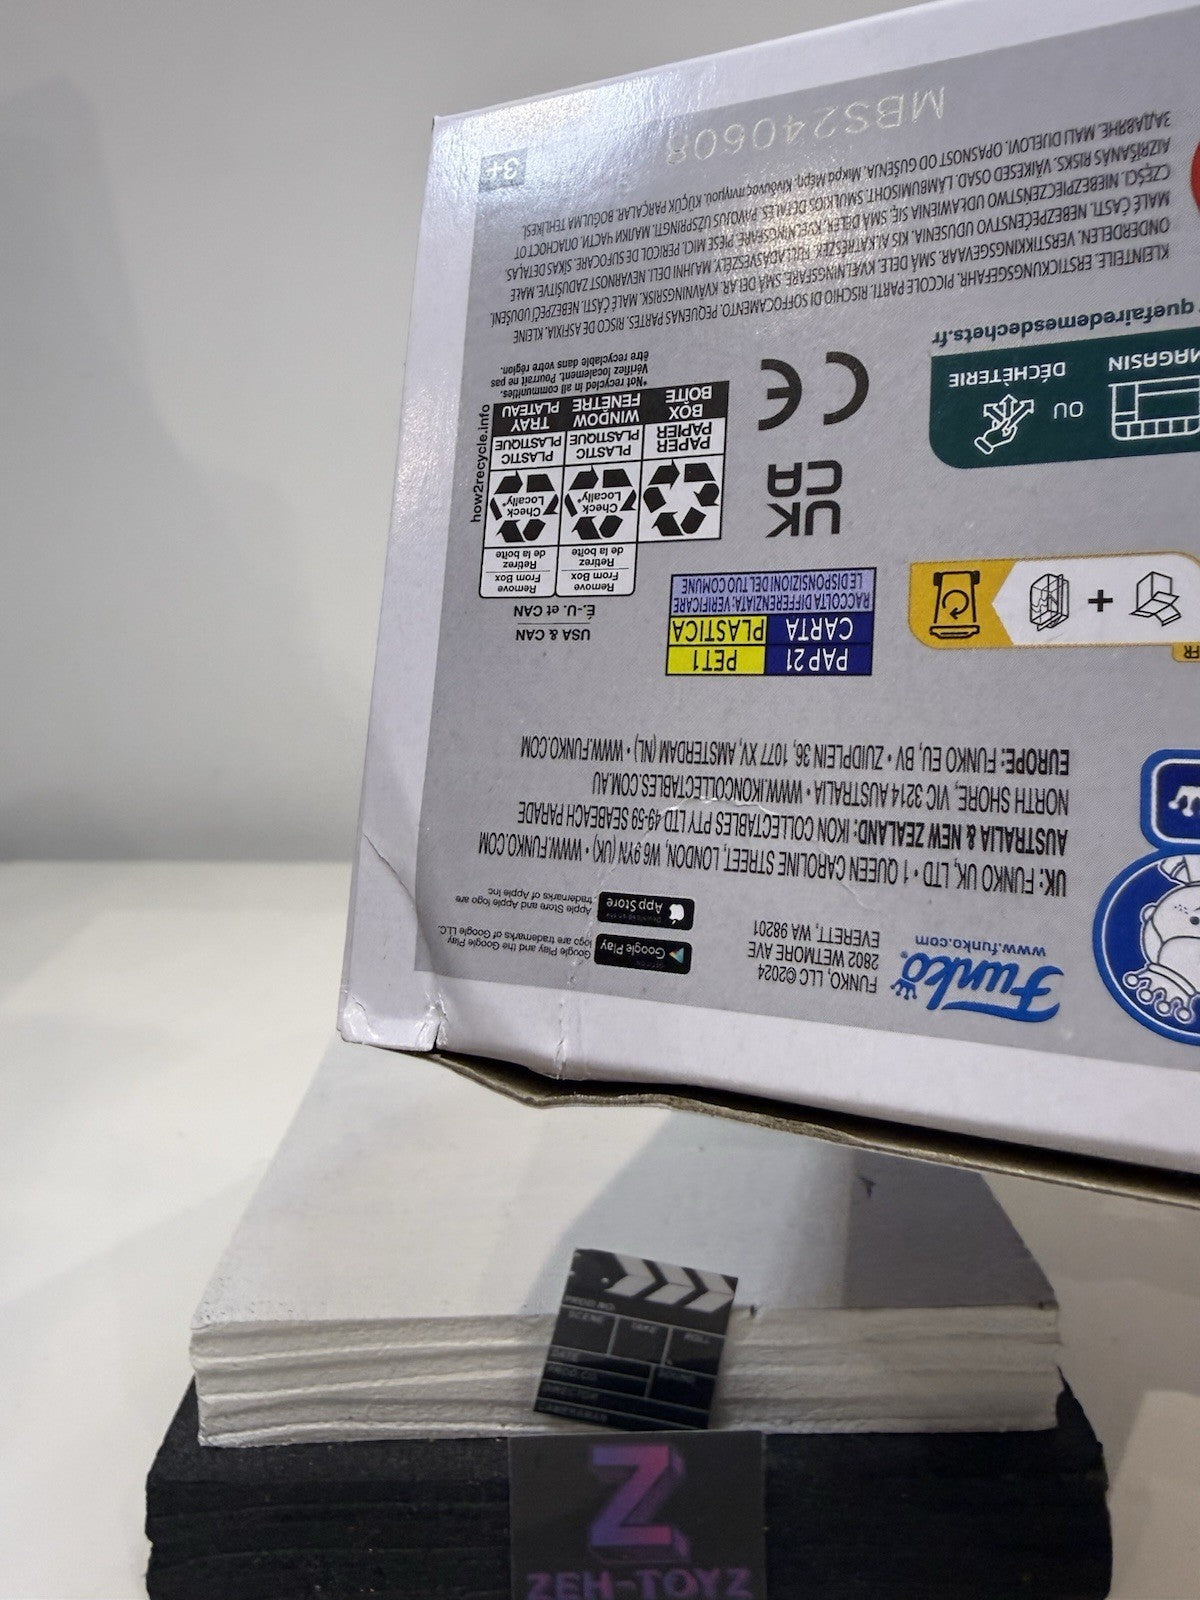 Funko®
www.funko.com
FUNKO, LLC ©2024
2802 WETMORE AVE
EVERETT, WA 98201
GET IT ON
Google Play
Google Play and the Google Play
logo are trademarks of Google LLC.
App Store
Apple Store and Apple logo are
trademarks of Apple Inc
UK: FUNKO UK, LTD • 1 QUEEN CAROLINE STREET, LONDON, W6 9YN (UK) • WWW.FUNKO.COM
AUSTRALIA & NEW ZEALAND: IKON COLLECTABLES PTY LTD 49-59 SEABEACH PARADE
NORTH SHORE, VIC 3214 AUSTRALIA • WWW.IKONCOLLECTABLES.COM.AU
EUROPE: FUNKO EU, BV • ZUIDPLEIN 36, 1077 XV, AMSTERDAM (NL) • WWW.FUNKO.COM
FR
+
PAP 21 PET1
CARTA PLASTICA
RACCOLTA DIFFERENZIATA. VERIFICARE
LE DISPOSIZIONI DEL TUO COMUNE
USA & CAN
É.-U. et CAN
Remove
From Box
Retirez
de la boîte
Remove
From Box
Retirez
de la boîte
Check
Locally*
Check
Locally*
PAPER
PAPIER
PLASTIC
PLASTIQUE
PLASTIC
PLASTIQUE
BOX
BOÎTE
WINDOW
FENÊTRE
TRAY
PLATEAU
how2recycle.info
*Not recycled in all communities.
Vérifiez localement. Pourrait ne pas
être recyclable dans votre région.
UK
CA
CE
MAGASIN OU DÉCHÈTERIE
quefairedemesdechets.fr
KLEINTEILE. ERSTICKUNGSGEFAHR. PICCOLE PARTI. RISCHIO DI SOFFOCAMENTO. PEQUENAS PARTES. RISCO DE ASFIXIA. KLEINE
ONDERDELEN. VERSTIKKINGSGEVAAR. SMÅ DELE. KVÆLNINGSFARE. SMÅ DELAR. KVÄVNINGSRISK. MALÉ ČÁSTI. NEBEZPEČÍ UDUŠENÍ.
MALÉ ČASTI. NEBEZPEČENSTVO UDUSENIA. KIS ALKATRÉSZEK. FULLADÁSVESZÉLY. MAJHNI DELI. NEVARNOST ZADUŠITVE. MAŁE
CZĘŚCI. NIEBEZPIECZEŃSTWO UDŁAWIENIA SIĘ. SMÅ DELER. KVELNINGSFARE. PIESE MICI. PERICOL DE SUFOCARE. SĪKAS DETAĻAS.
AIZRĪŠANĀS RISKS. VÄIKESED OSAD. LÄMBUMISOHT. SMULKIOS DETALĖS. PAVOJUS UŽSPRINGTI. МАЛКИ ЧАСТИ. ОПАСНОСТ ОТ
ЗАДАВЯНЕ. MALI DIJELOVI. OPASNOST OD GUŠENJA. Μικρά Μέρη. Κίνδυνος πνιγμού. KÜÇÜK PARÇALAR. BOĞULMA TEHLİKESİ.
3+
MBS240608
Z
ZEH-TOYZ